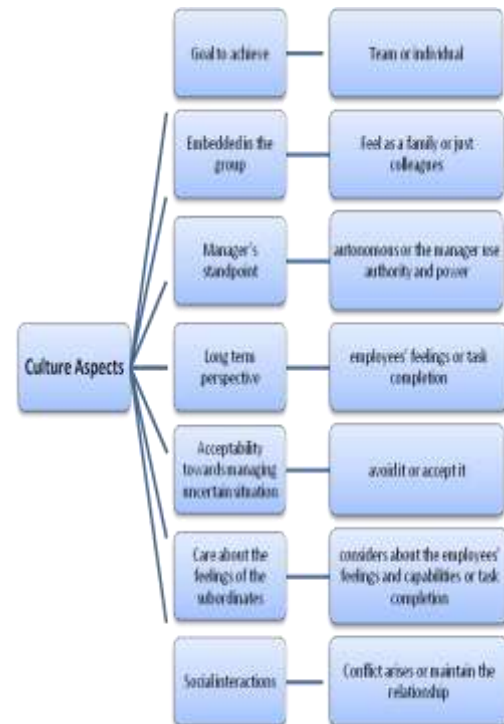 Goal to achieve
Team or individual
Embedded in the
group
Feel as a family or just
colleagues
Manager's
standpoint
autonomous or the manager use
authority and power
Culture Aspects
Long term
perspective
employees' feelings or task
completion
Acceptability
towards managing
uncertain situation
avoid it or accept it
Care about the
feelings of the
subordinates
considers about the employees'
feelings and capabilities or task
completion
Social interactions
Conflict arises or maintain the
relationship